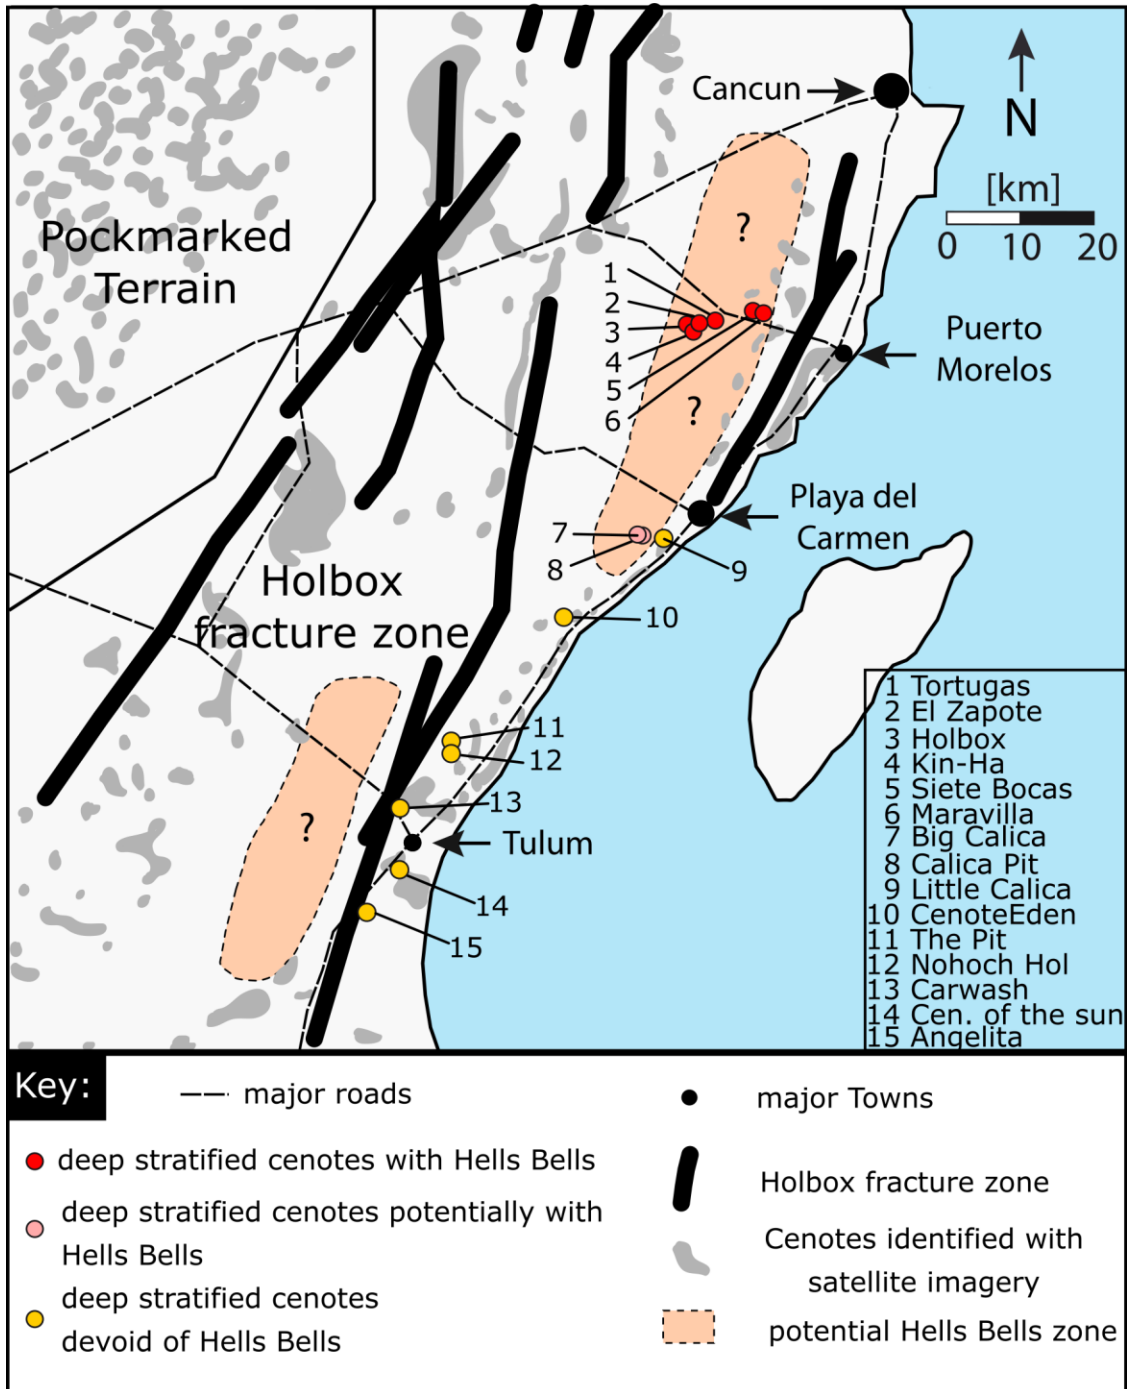 Cancun
N
[km]
0 10 20
Pockmarked
Terrain
?
1
2
3
4
5
6
Puerto
Morelos
?
Playa del
Carmen
7
8
9
Holbox
fracture zone
10
11
12
13
?
Tulum
14
15
1 Tortugas
2 El Zapote
3 Holbox
4 Kin-Ha
5 Siete Bocas
6 Maravilla
7 Big Calica
8 Calica Pit
9 Little Calica
10 CenoteEden
11 The Pit
12 Nohoch Hol
13 Carwash
14 Cen. of the sun
15 Angelita
Key:
major roads
major Towns
deep stratified cenotes with Hells Bells
Holbox fracture zone
deep stratified cenotes potentially with
Hells Bells
Cenotes identified with
satellite imagery
deep stratified cenotes
devoid of Hells Bells
potential Hells Bells zone